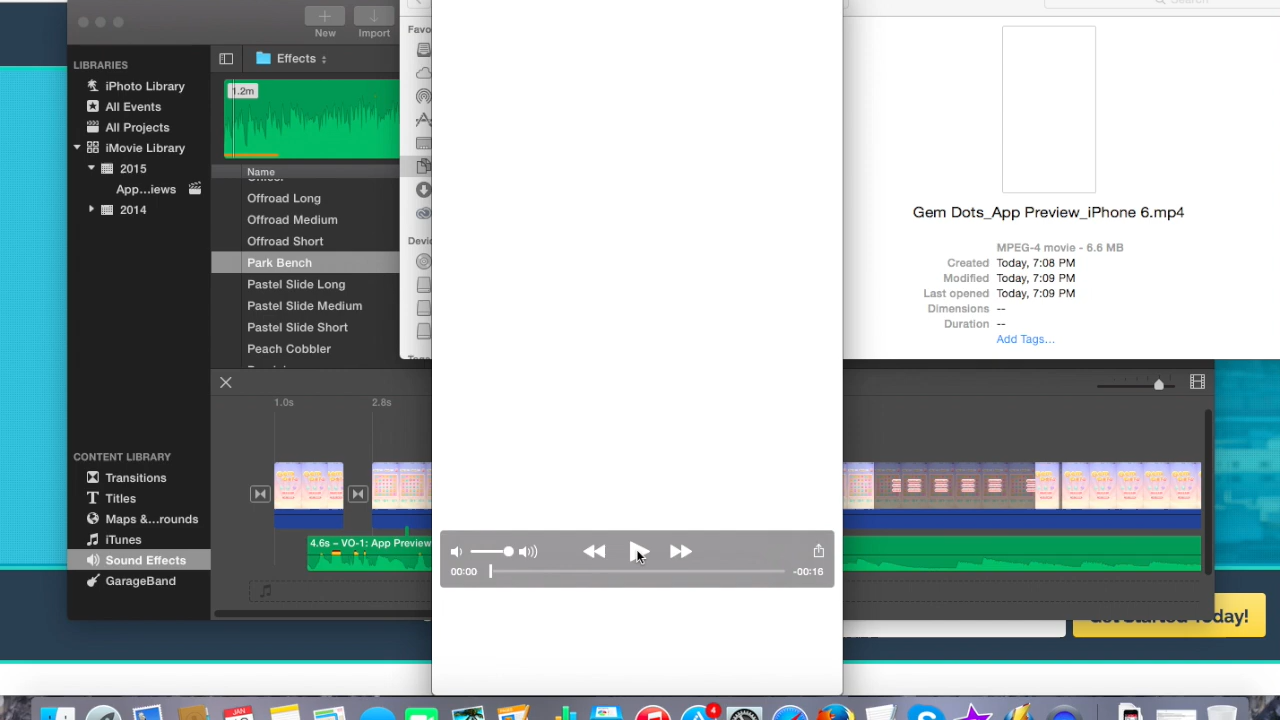 New
Import
Search
LIBRARIES
iPhoto Library
All Events
All Projects
iMovie Library
2015
App...iews
2014
CONTENT LIBRARY
Transitions
Titles
Maps &...rounds
iTunes
Sound Effects
GarageBand
Effects
1.2m
Name
Offroad Long
Offroad Medium
Offroad Short
Park Bench
Pastel Slide Long
Pastel Slide Medium
Pastel Slide Short
Peach Cobbler
Favo
Devic
1.0s
2.8s
4.6s – VO-1: App Preview
00:00
-00:16
Gem Dots_App Preview_iPhone 6.mp4
MPEG-4 movie - 6.6 MB
Created Today, 7:08 PM
Modified Today, 7:09 PM
Last opened Today, 7:09 PM
Dimensions --
Duration --
Add Tags...
Get Started Today!
JAN
4